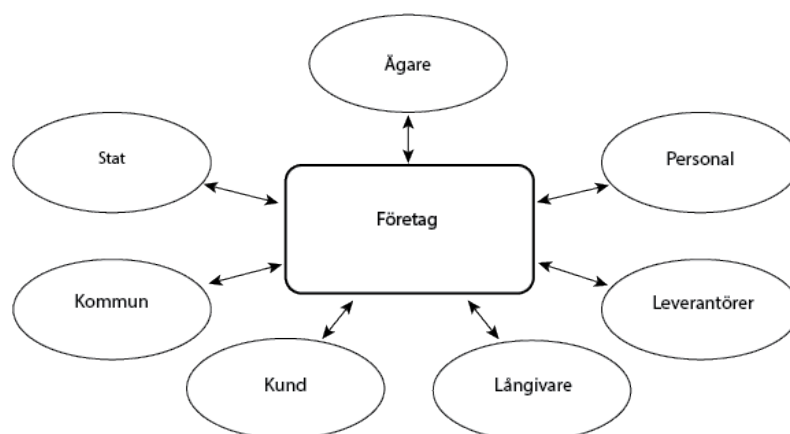 Ägare
Stat
Personal
Företag
Kommun
Leverantörer
Kund
Långivare